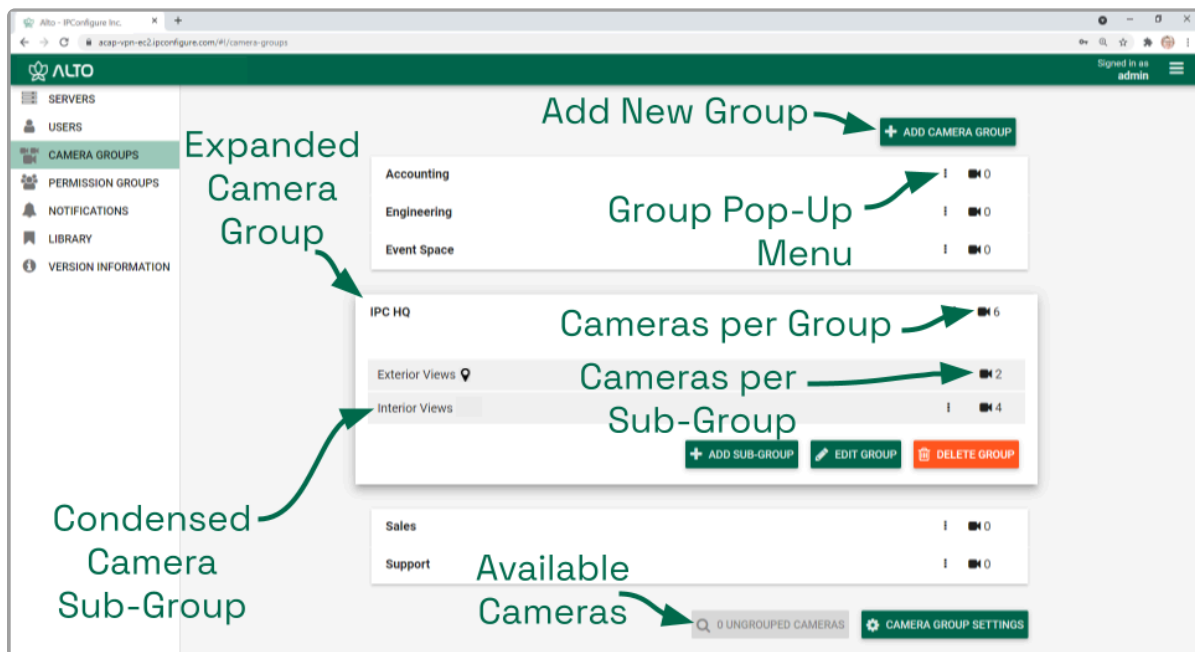 Alto - IPConfigure Inc.
acap-vpn-ec2.ipconfigure.com/#!/camera-groups
ALTO
Signed in as
admin
SERVERS
USERS
CAMERA GROUPS
PERMISSION GROUPS
NOTIFICATIONS
LIBRARY
VERSION INFORMATION
Add New Group
ADD CAMERA GROUP
Expanded
Camera
Group
Accounting 0
Engineering 0
Event Space 0
Group Pop-Up
Menu
IPC HQ 6
Cameras per Group
Exterior Views 2
Interior Views 4
Cameras per
Sub-Group
ADD SUB-GROUP EDIT GROUP DELETE GROUP
Condensed
Camera
Sub-Group
Sales 0
Support 0
Available
Cameras
0 UNGROUPED CAMERAS CAMERA GROUP SETTINGS